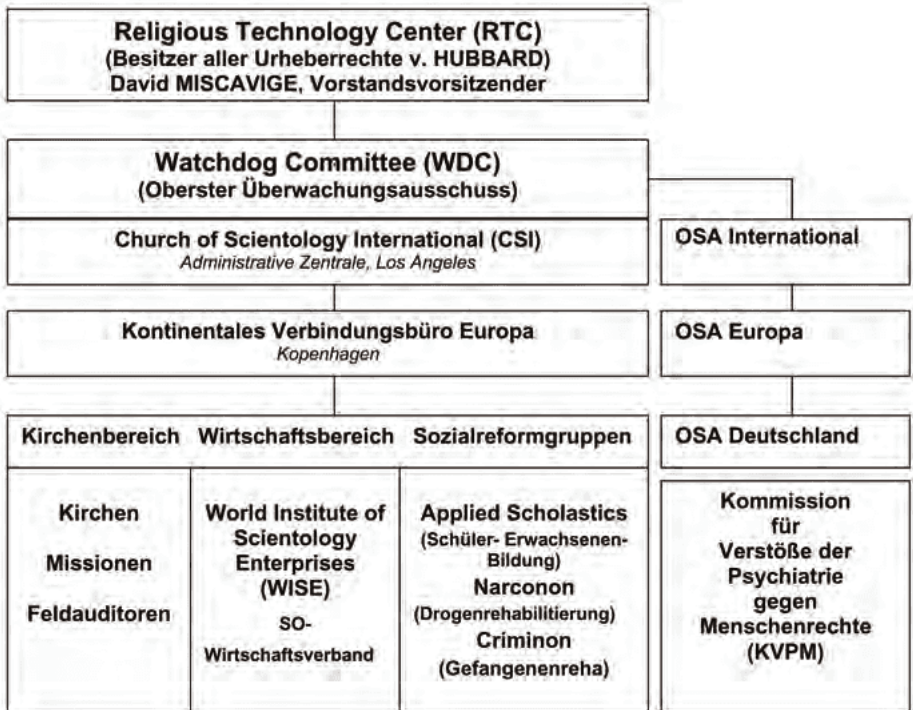 Religious Technology Center (RTC)
(Besitzer aller Urheberrechte v. HUBBARD)
David MISCAVIGE, Vorstandsvorsitzender
Watchdog Committee (WDC)
(Oberster Überwachungsausschuss)
Church of Scientology International (CSI)
Administrative Zentrale, Los Angeles
OSA International
Kontinentales Verbindungsbüro Europa
Kopenhagen
OSA Europa
Kirchenbereich
Wirtschaftsbereich
Sozialreformgruppen
OSA Deutschland
Kirchen
Missionen
Feldauditoren
World Institute of
Scientology
Enterprises
(WISE)
SO-
Wirtschaftsverband
Applied Scholastics
(Schüler- Erwachsenen-
Bildung)
Narconon
(Drogenrehabilitierung)
Criminon
(Gefangenenreha)
Kommission
für
Verstöße der
Psychiatrie
gegen
Menschenrechte
(KVPM)